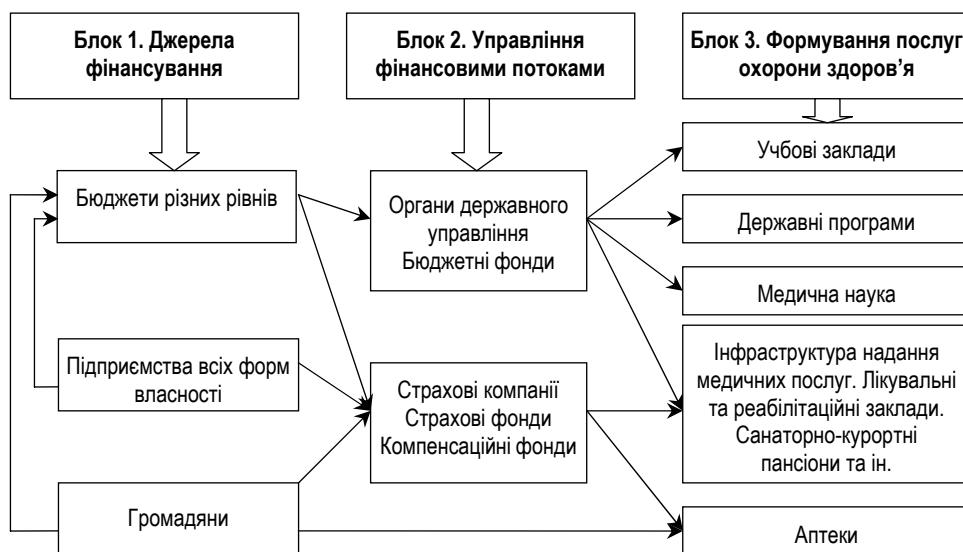 Блок 1. Джерела
фінансування
Блок 2. Управління
фінансовими потоками
Блок 3. Формування послуг
охорони здоров’я
Бюджети різних рівнів
Підприємства всіх форм
власності
Громадяни
Органи державного
управління
Бюджетні фонди
Страхові компанії
Страхові фонди
Компенсаційні фонди
Учбові заклади
Державні програми
Медична наука
Інфраструктура надання
медичних послуг. Лікувальні
та реабілітаційні заклади.
Санаторно-курортні
пансіони та ін.
Аптеки